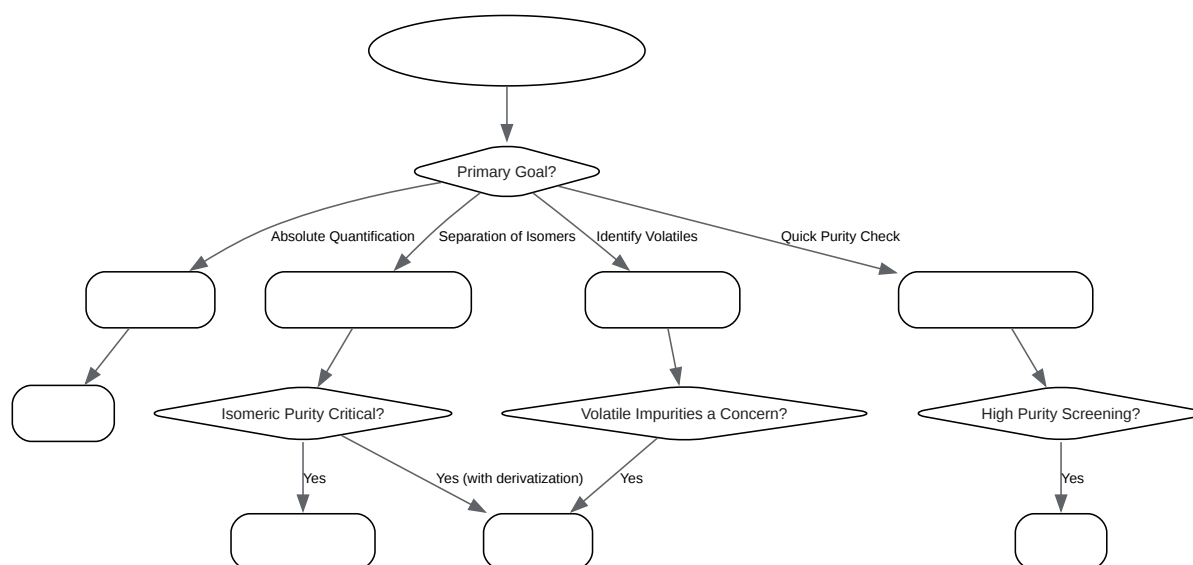 Primary Goal?
Absolute Quantification
Separation of Isomers
Identify Volatiles
Quick Purity Check
Isomeric Purity Critical?
Volatile Impurities a Concern?
High Purity Screening?
Yes
Yes (with derivatization)
Yes
Yes